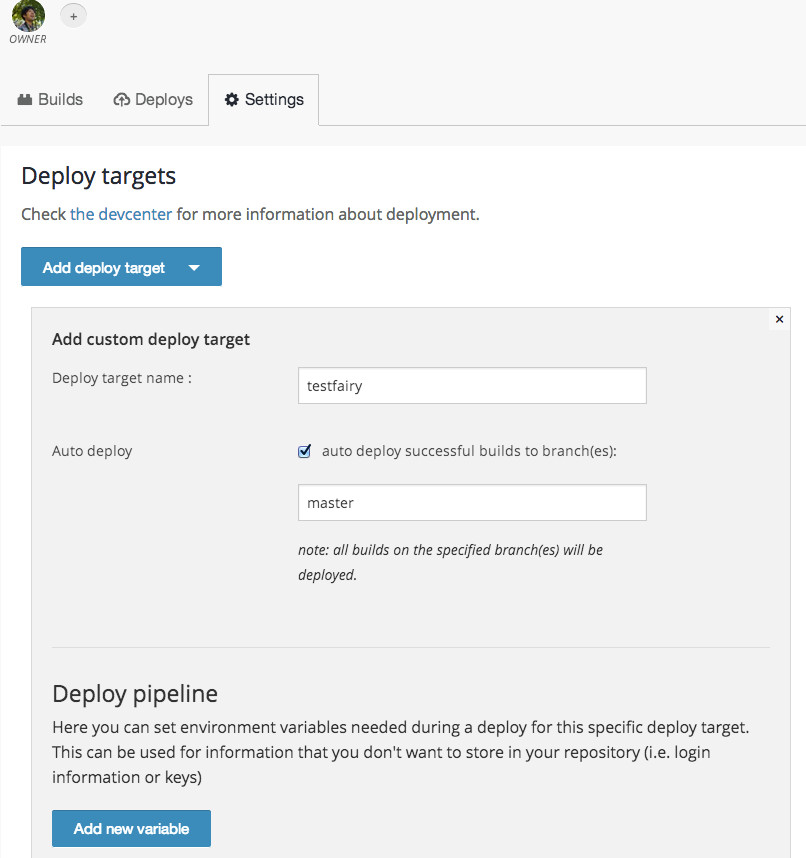 +
OWNER
Builds Deploys Settings
Deploy targets
Check the devcenter for more information about deployment.
Add deploy target
×
Add custom deploy target
Deploy target name :
testfairy
Auto deploy
auto deploy successful builds to branch(es):
master
note: all builds on the specified branch(es) will be
deployed.
Deploy pipeline
Here you can set environment variables needed during a deploy for this specific deploy target.
This can be used for information that you don't want to store in your repository (i.e. login
information or keys)
Add new variable